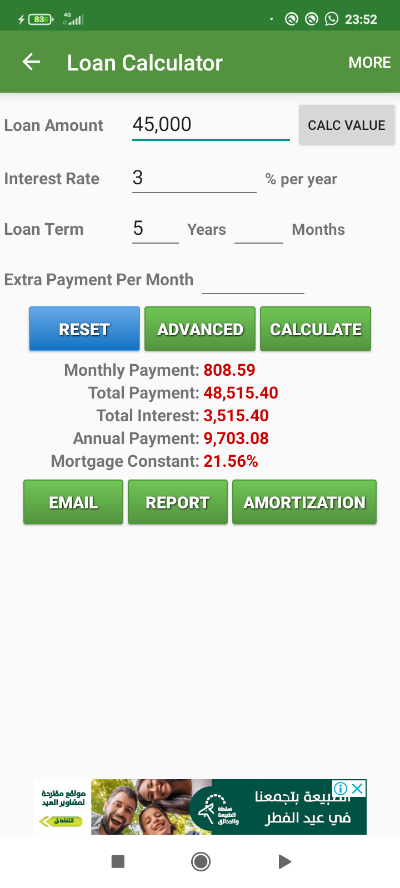 83
4G
23:52
Loan Calculator
MORE
Loan Amount 45,000 CALC VALUE
Interest Rate 3 % per year
Loan Term 5 Years Months
Extra Payment Per Month
RESET ADVANCED CALCULATE
Monthly Payment: 808.59
Total Payment: 48,515.40
Total Interest: 3,515.40
Annual Payment: 9,703.08
Mortgage Constant: 21.56%
EMAIL REPORT AMORTIZATION
مواقع مقترحة
لمشاوير العيد
سلطة
الطبيعة
والحدائق
الطبيعة بتجمعنا
في عيد الفطر